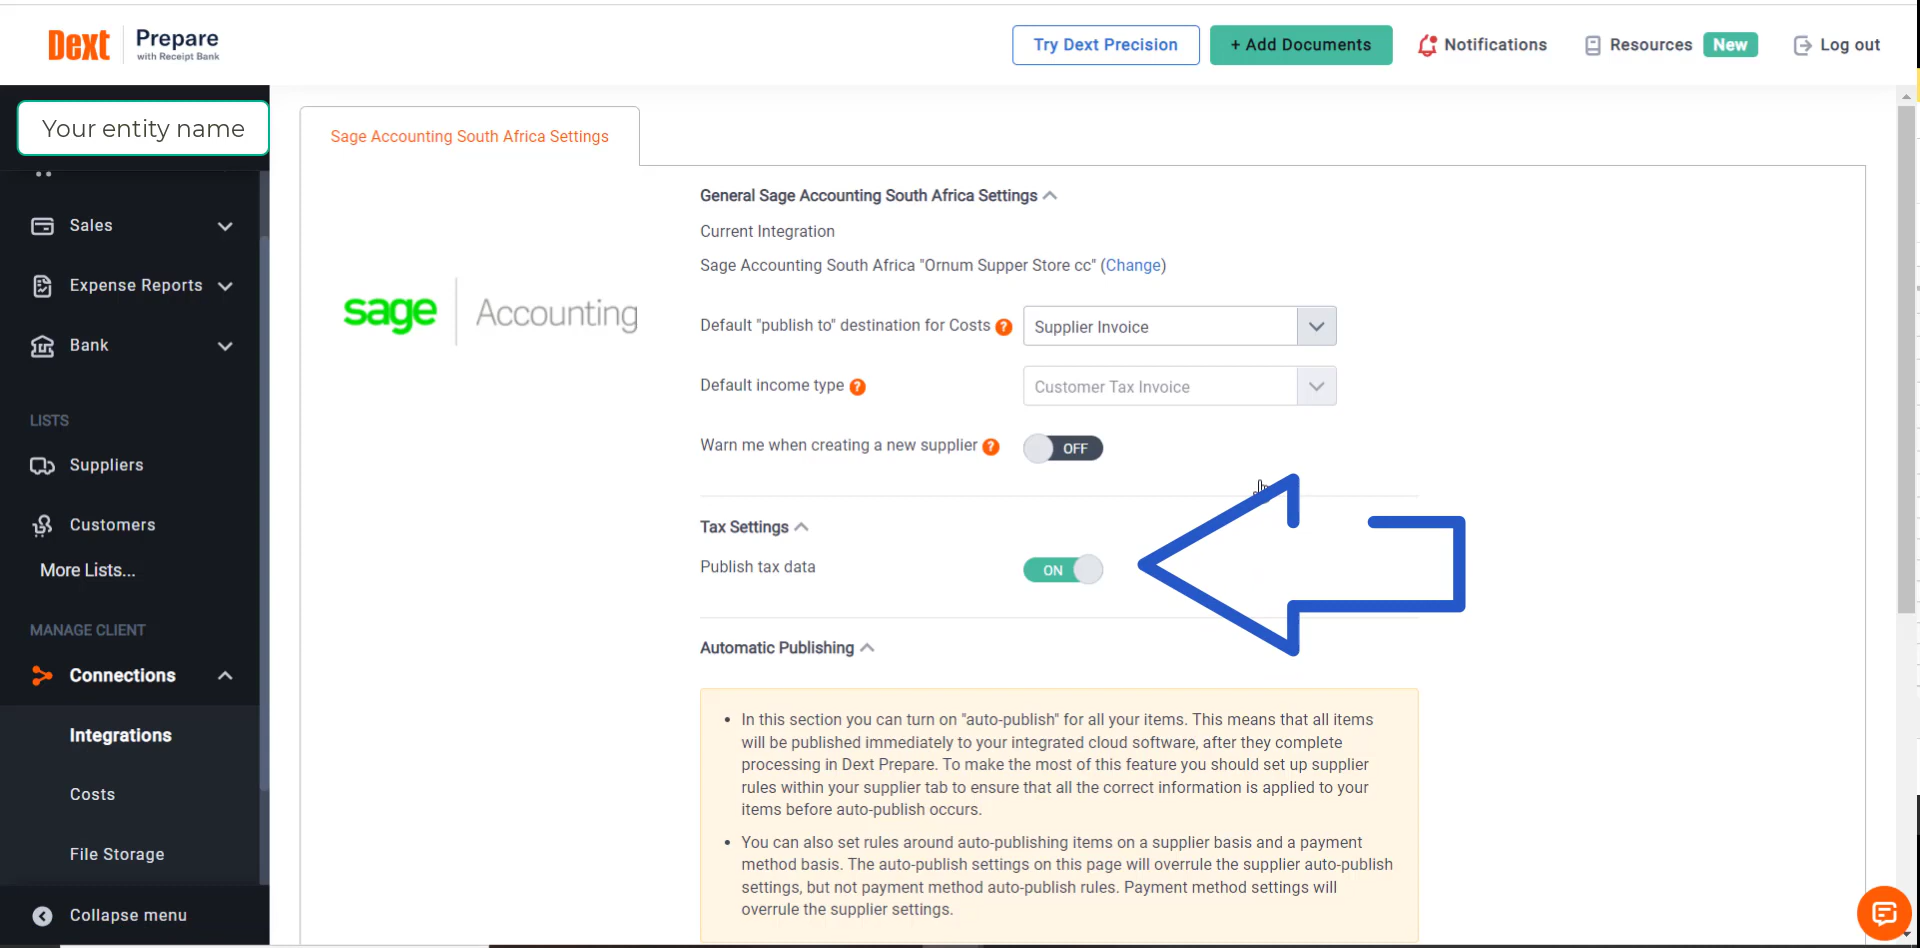 Dext Prepare
with Receipt Bank
Try Dext Precision
+ Add Documents
Notifications
Resources New
Log out
Your entity name
Sales
Expense Reports
Bank
LISTS
Suppliers
Customers
More Lists...
MANAGE CLIENT
Connections
Integrations
Costs
File Storage
Collapse menu
Sage Accounting South Africa Settings
sage Accounting
General Sage Accounting South Africa Settings
Current Integration
Sage Accounting South Africa "Ornum Supper Store cc" (Change)
Default "publish to" destination for Costs ? Supplier Invoice
Default income type ? Customer Tax Invoice
Warn me when creating a new supplier ? OFF
Tax Settings
Publish tax data ON
Automatic Publishing
• In this section you can turn on "auto-publish" for all your items. This means that all items
will be published immediately to your integrated cloud software, after they complete
processing in Dext Prepare. To make the most of this feature you should set up supplier
rules within your supplier tab to ensure that all the correct information is applied to your
items before auto-publish occurs.
• You can also set rules around auto-publishing items on a supplier basis and a payment
method basis. The auto-publish settings on this page will overrule the supplier auto-publish
settings, but not payment method auto-publish rules. Payment method settings will
overrule the supplier settings.